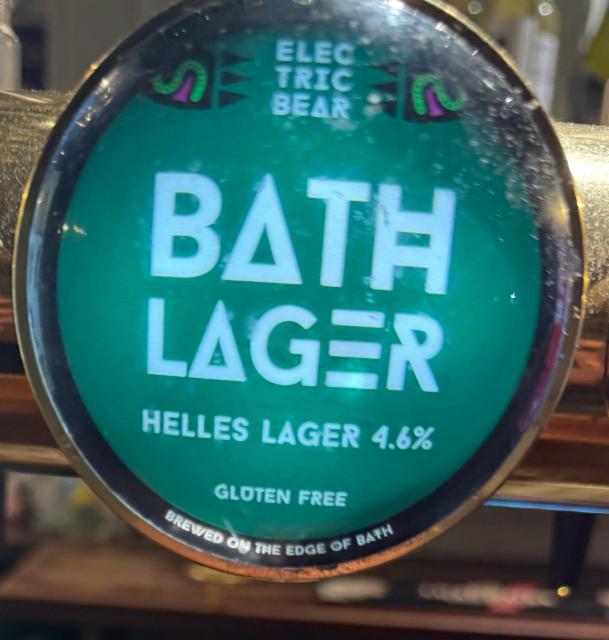 ELEC
TRIC
BEAR
BATH
LAGER
HELLES LAGER 4.6%
GLUTEN FREE
BREWED ON THE EDGE OF BATH